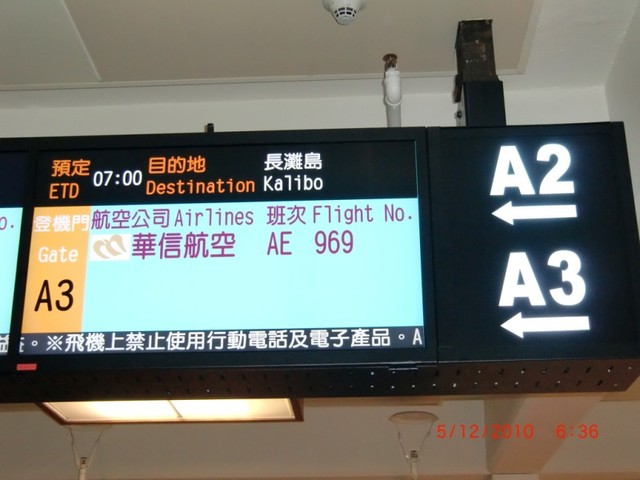 o.
預定 07:00 目的地 長灘島
ETD Destination Kalibo
登機門 航空公司 Airlines 班次 Flight No.
Gate 華信航空 AE 969
A3
。※飛機上禁止使用行動電話及電子產品。A
A2
A3
5/12/2010 6:36